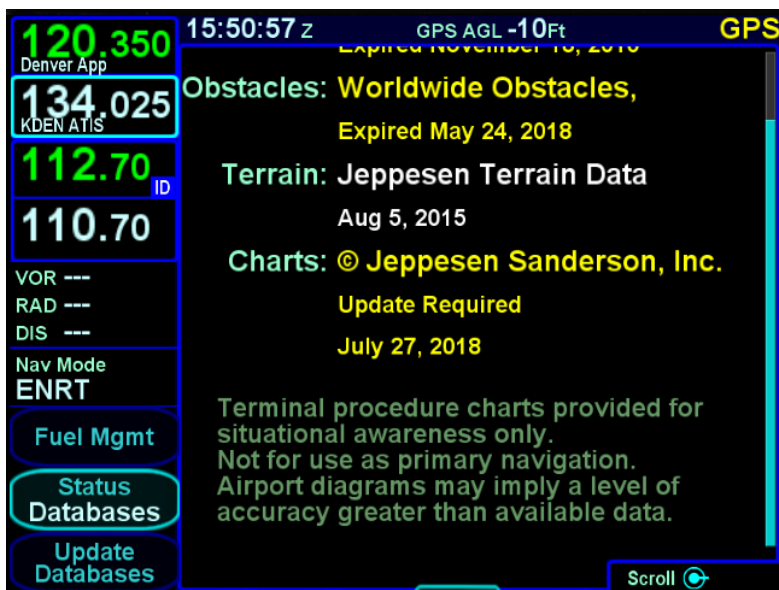 120.350
Denver App
134.025
KDEN ATIS
112.70
ID
110.70
VOR ---
RAD ---
DIS ---
Nav Mode
ENRT
Fuel Mgmt
Status
Databases
Update
Databases
15:50:57 Z GPS AGL -10Ft GPS
Expired November
Obstacles: Worldwide Obstacles,
Expired May 24, 2018
Terrain: Jeppesen Terrain Data
Aug 5, 2015
Charts: © Jeppesen Sanderson, Inc.
Update Required
July 27, 2018
Terminal procedure charts provided for
situational awareness only.
Not for use as primary navigation.
Airport diagrams may imply a level of
accuracy greater than available data.
Scroll